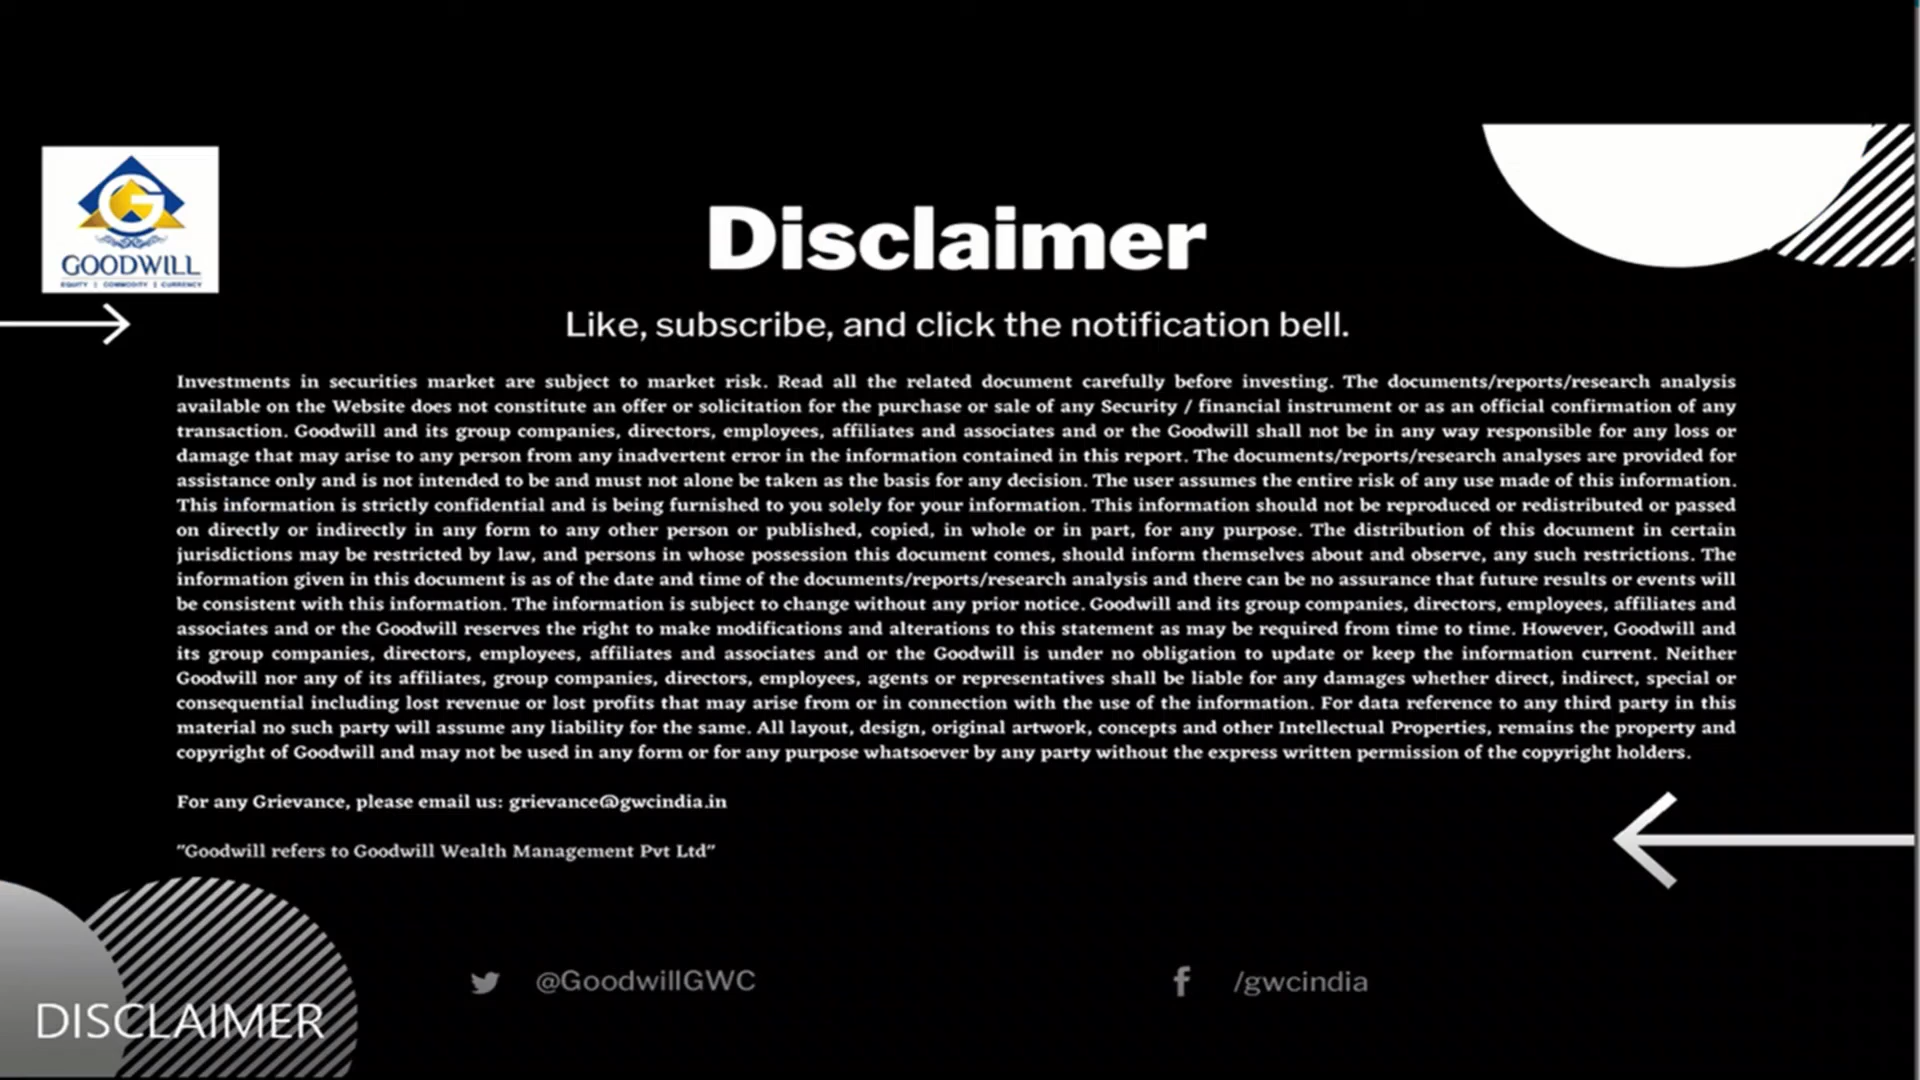 GOODWILL
EQUITY | COMMODITY | CURRENCY
Disclaimer
Like, subscribe, and click the notification bell.
Investments in securities market are subject to market risk. Read all the related document carefully before investing. The documents/reports/research analysis
available on the Website does not constitute an offer or solicitation for the purchase or sale of any Security / financial instrument or as an official confirmation of any
transaction. Goodwill and its group companies, directors, employees, affiliates and associates and or the Goodwill shall not be in any way responsible for any loss or
damage that may arise to any person from any inadvertent error in the information contained in this report. The documents/reports/research analyses are provided for
assistance only and is not intended to be and must not alone be taken as the basis for any decision. The user assumes the entire risk of any use made of this information.
This information is strictly confidential and is being furnished to you solely for your information. This information should not be reproduced or redistributed or passed
on directly or indirectly in any form to any other person or published, copied, in whole or in part, for any purpose. The distribution of this document in certain
jurisdictions may be restricted by law, and persons in whose possession this document comes, should inform themselves about and observe, any such restrictions. The
information given in this document is as of the date and time of the documents/reports/research analysis and there can be no assurance that future results or events will
be consistent with this information. The information is subject to change without any prior notice. Goodwill and its group companies, directors, employees, affiliates and
associates and or the Goodwill reserves the right to make modifications and alterations to this statement as may be required from time to time. However, Goodwill and
its group companies, directors, employees, affiliates and associates and or the Goodwill is under no obligation to update or keep the information current. Neither
Goodwill nor any of its affiliates, group companies, directors, employees, agents or representatives shall be liable for any damages whether direct, indirect, special or
consequential including lost revenue or lost profits that may arise from or in connection with the use of the information. For data reference to any third party in this
material no such party will assume any liability for the same. All layout, design, original artwork, concepts and other Intellectual Properties, remains the property and
copyright of Goodwill and may not be used in any form or for any purpose whatsoever by any party without the express written permission of the copyright holders.
For any Grievance, please email us: grievance@gwcindia.in
"Goodwill refers to Goodwill Wealth Management Pvt Ltd"
@GoodwillGWC
/gwcindia
DISCLAIMER